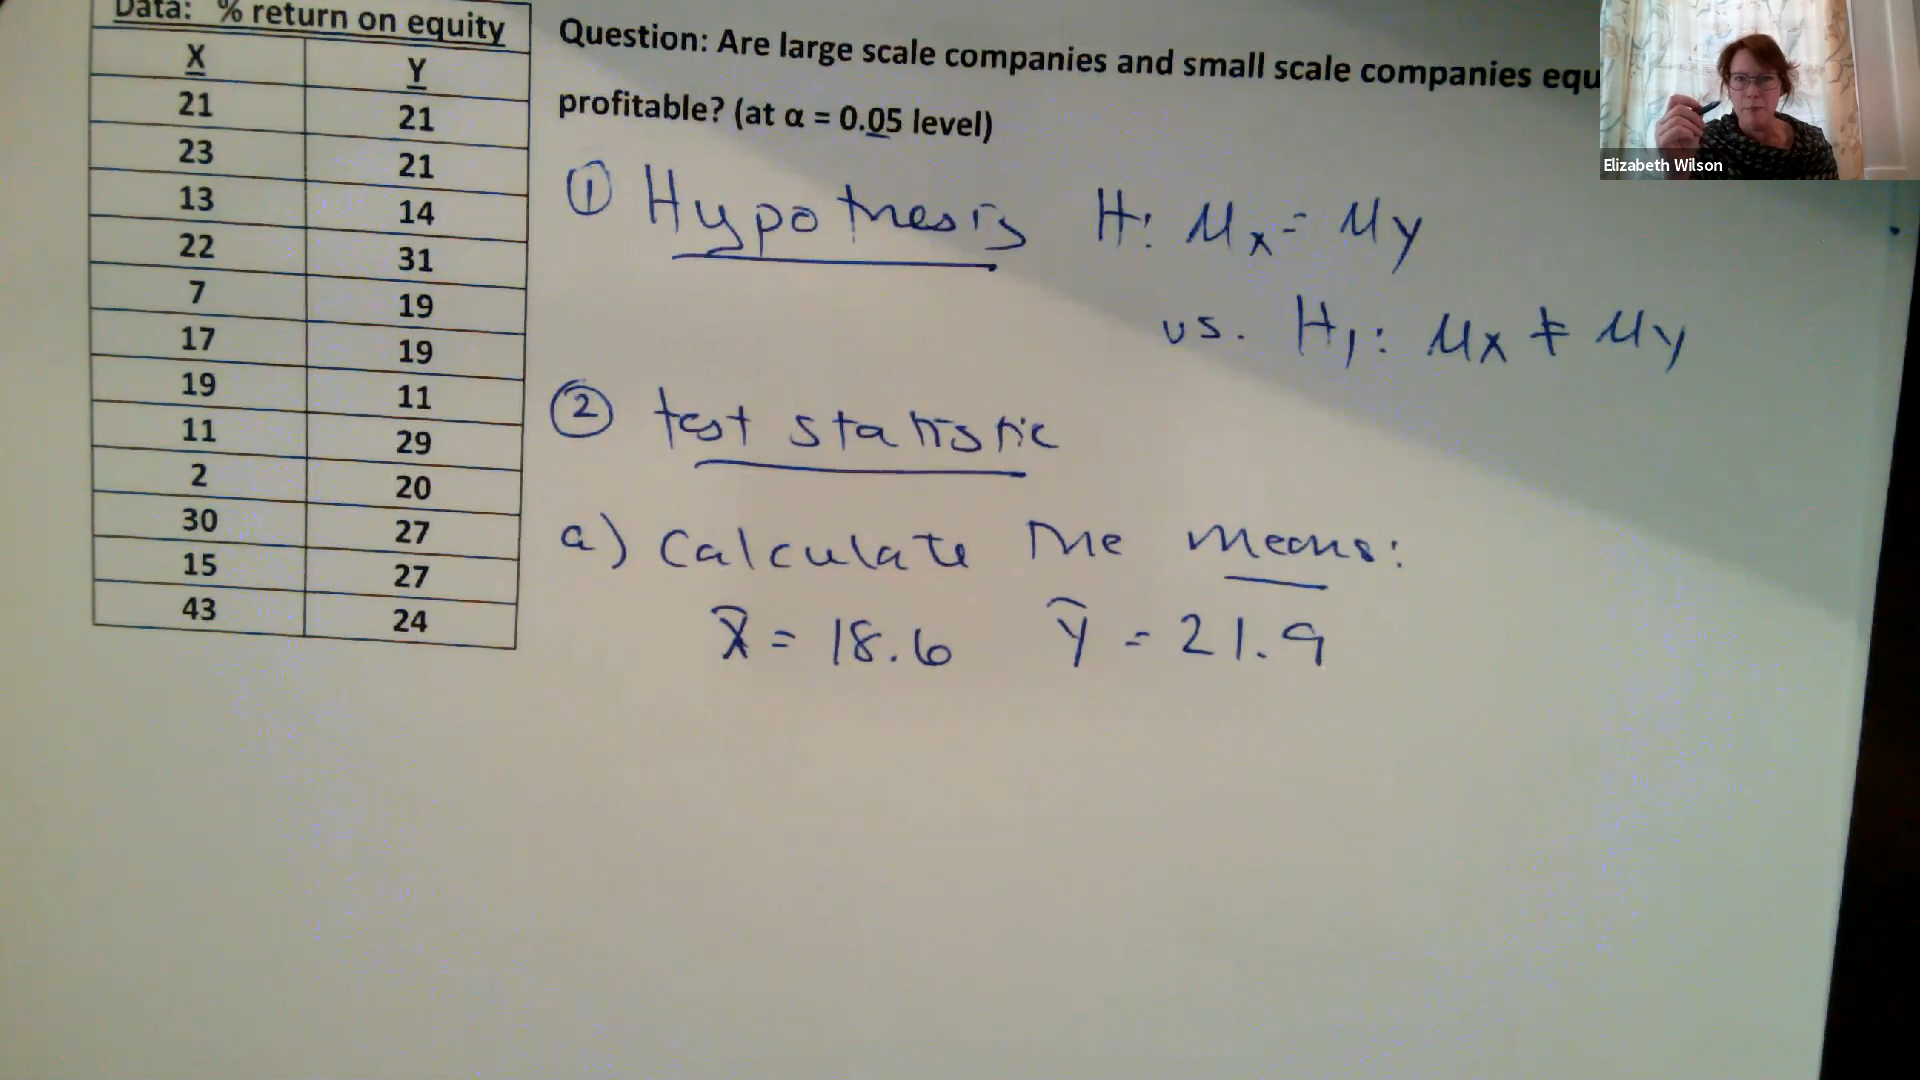 Data: % return on equity
X Y
21 21
23 21
13 14
22 31
7 19
17 19
19 11
11 29
2 20
30 27
15 27
43 24
Question: Are large scale companies and small scale companies equ
profitable? (at α = 0.05 level)
① Hypothesis H: μx = μy
vs. H1: μx ≠ μy
② test statistic
a) Calculate the means:
X̄ = 18.6 Ȳ = 21.9
Elizabeth Wilson